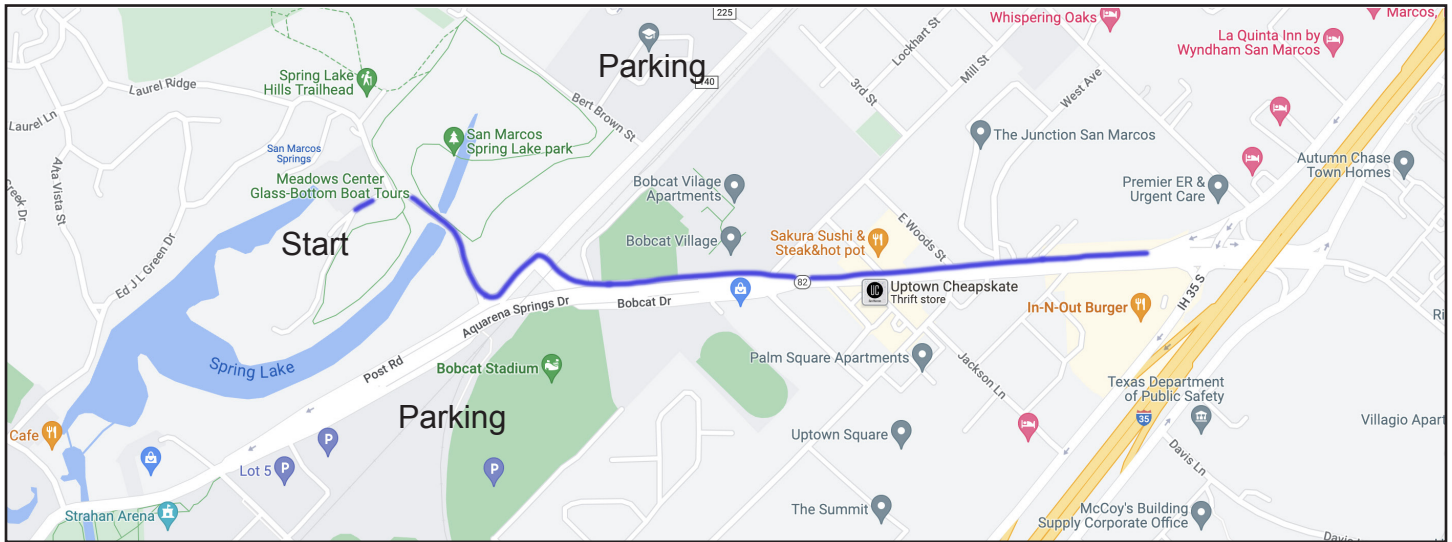 225
Whispering Oaks
Marcos,
La Quinta Inn by
Wyndham San Marcos
Lockhart St
Mill St
West Ave
3rd St
Parking
140
Bert Brown St
Spring Lake
Hills Trailhead
Laurel Ridge
Laurel Ln
Alta Vista St
Creek Dr
San Marcos
Springs
San Marcos
Spring Lake park
Meadows Center
Glass-Bottom Boat Tours
The Junction San Marcos
Autumn Chase
Town Homes
Premier ER &
Urgent Care
Bobcat Vilage
Apartments
Bobcat Village
Sakura Sushi &
Steak&hot pot
E Woods St
Start
Ed J L Green Dr
82
UC
Uptown Cheapskate
Thrift store
In-N-Out Burger
IH 35 S
Ri
Aquarena Springs Dr
Bobcat Dr
Post Rd
Spring Lake
Bobcat Stadium
Palm Square Apartments
Jackson Ln
Texas Department
of Public Safety
35
Parking
P
Cafe
Lot 5
P
P
Uptown Square
Villagio Apart
Davis Ln
Strahan Arena
The Summit
McCoy's Building
Supply Corporate Office
Davis